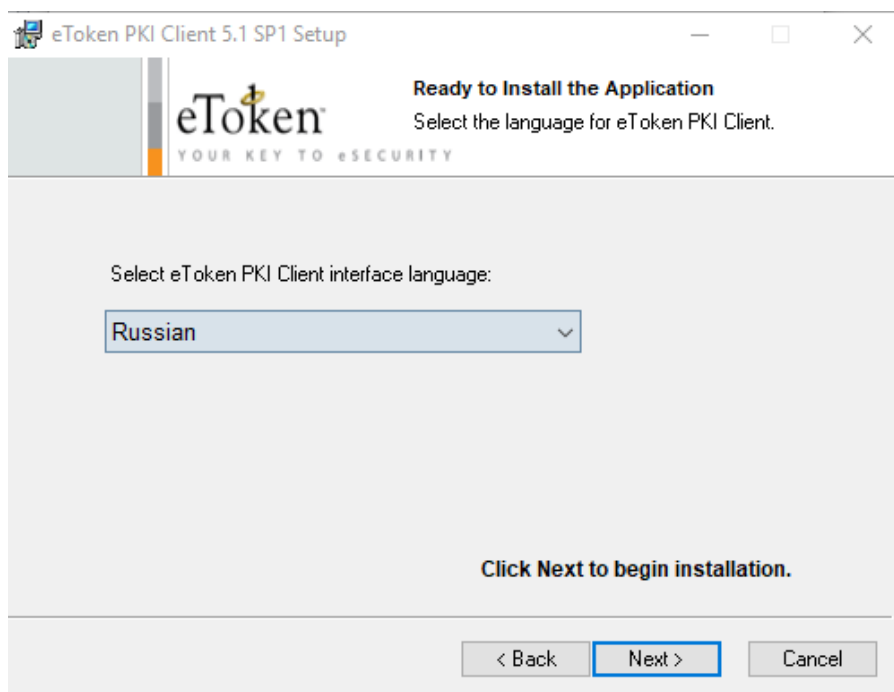 eToken PKI Client 5.1 SP1 Setup
eToken
YOUR KEY TO eSECURITY
Ready to Install the Application
Select the language for eToken PKI Client.
Select eToken PKI Client interface language:
Russian
Click Next to begin installation.
< Back
Next >
Cancel